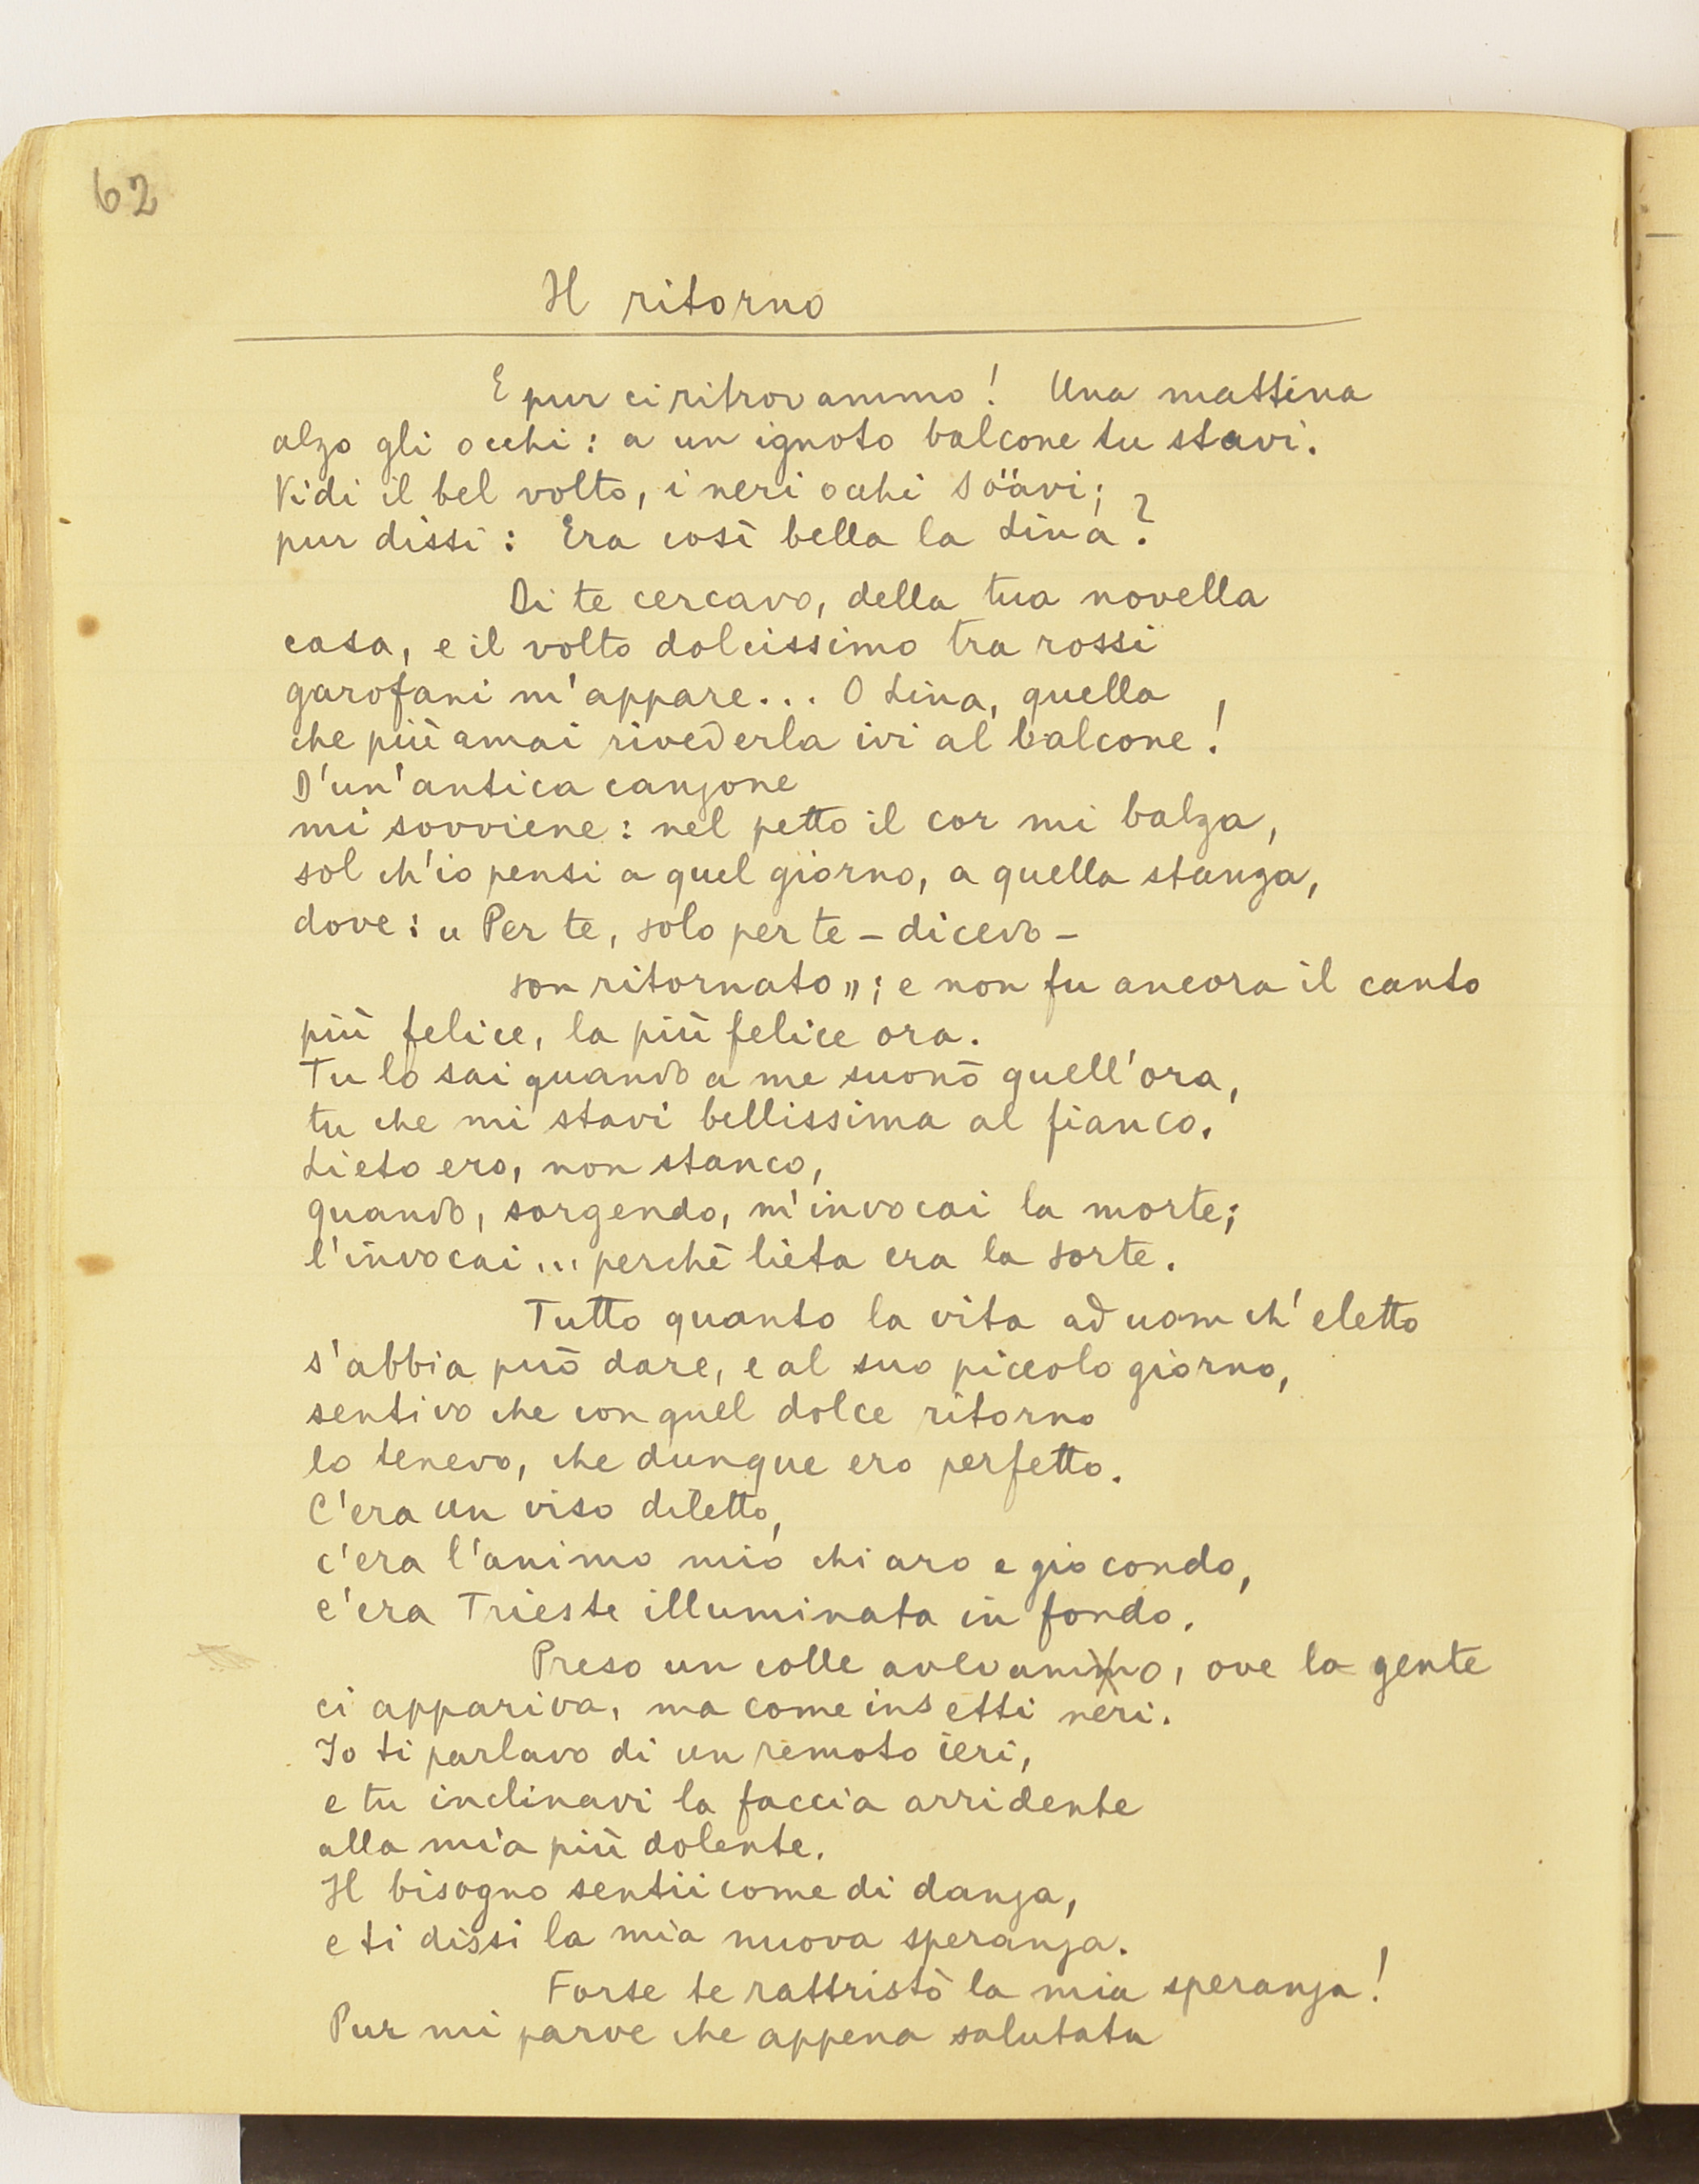 62
Il ritorno
E pur ci ritrovammo! Una mattina
alzo gli occhi: a un ignoto balcone tu stavi.
Vidi il bel volto, i neri occhi söavi;
pur dissi: Era così bella la Lina?
Di te cercavo, della tua novella
casa, e il volto dolcissimo tra rossi
garofani m'appare... O Lina, quella
che più amai rivederla ivi al balcone!
D'un'antica canzone
mi sovviene: nel petto il cor mi balza,
sol ch'io pensi a quel giorno, a quella stanza,
dove: « Per te, solo per te – dicevo –
son ritornato»; e non fu ancora il canto
più felice, la più felice ora.
Tu lo sai quando a me suonò quell'ora,
tu che mi stavi bellissima al fianco.
Lieto ero, non stanco,
quando, sorgendo, m'invocai la morte;
l'invocai... perchè lieta era la sorte.
Tutto quanto la vita ad uom ch'eletto
s'abbia può dare, e al suo piccolo giorno,
sentivo che con quel dolce ritorno
lo tenevo, che dunque ero perfetto.
C'era un viso diletto,
c'era l'animo mio chiaro e giocondo,
c'era Trieste illuminata in fondo.
Preso un colle avevamo, ove la gente
ci appariva, ma come insetti neri.
Io ti parlavo di un remoto ieri,
e tu inclinavi la faccia arridente
alla mia più dolente.
Il bisogno sentii come di danza,
e ti dissi la mia nuova speranza.
Forse te rattristò la mia speranza!
Pur mi parve che appena salutata